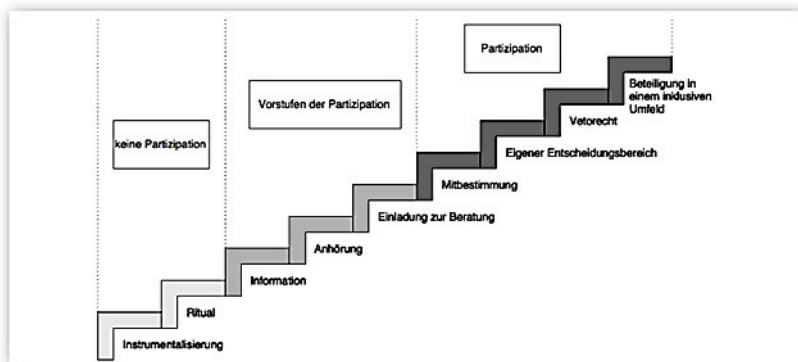 Partizipation
Vorstufen der Partizipation
keine Partizipation
Beteiligung in
einem inklusiven
Umfeld
Vetorecht
Eigener Entscheidungsbereich
Mitbestimmung
Einladung zur Beratung
Anhörung
Information
Ritual
Instrumentalisierung